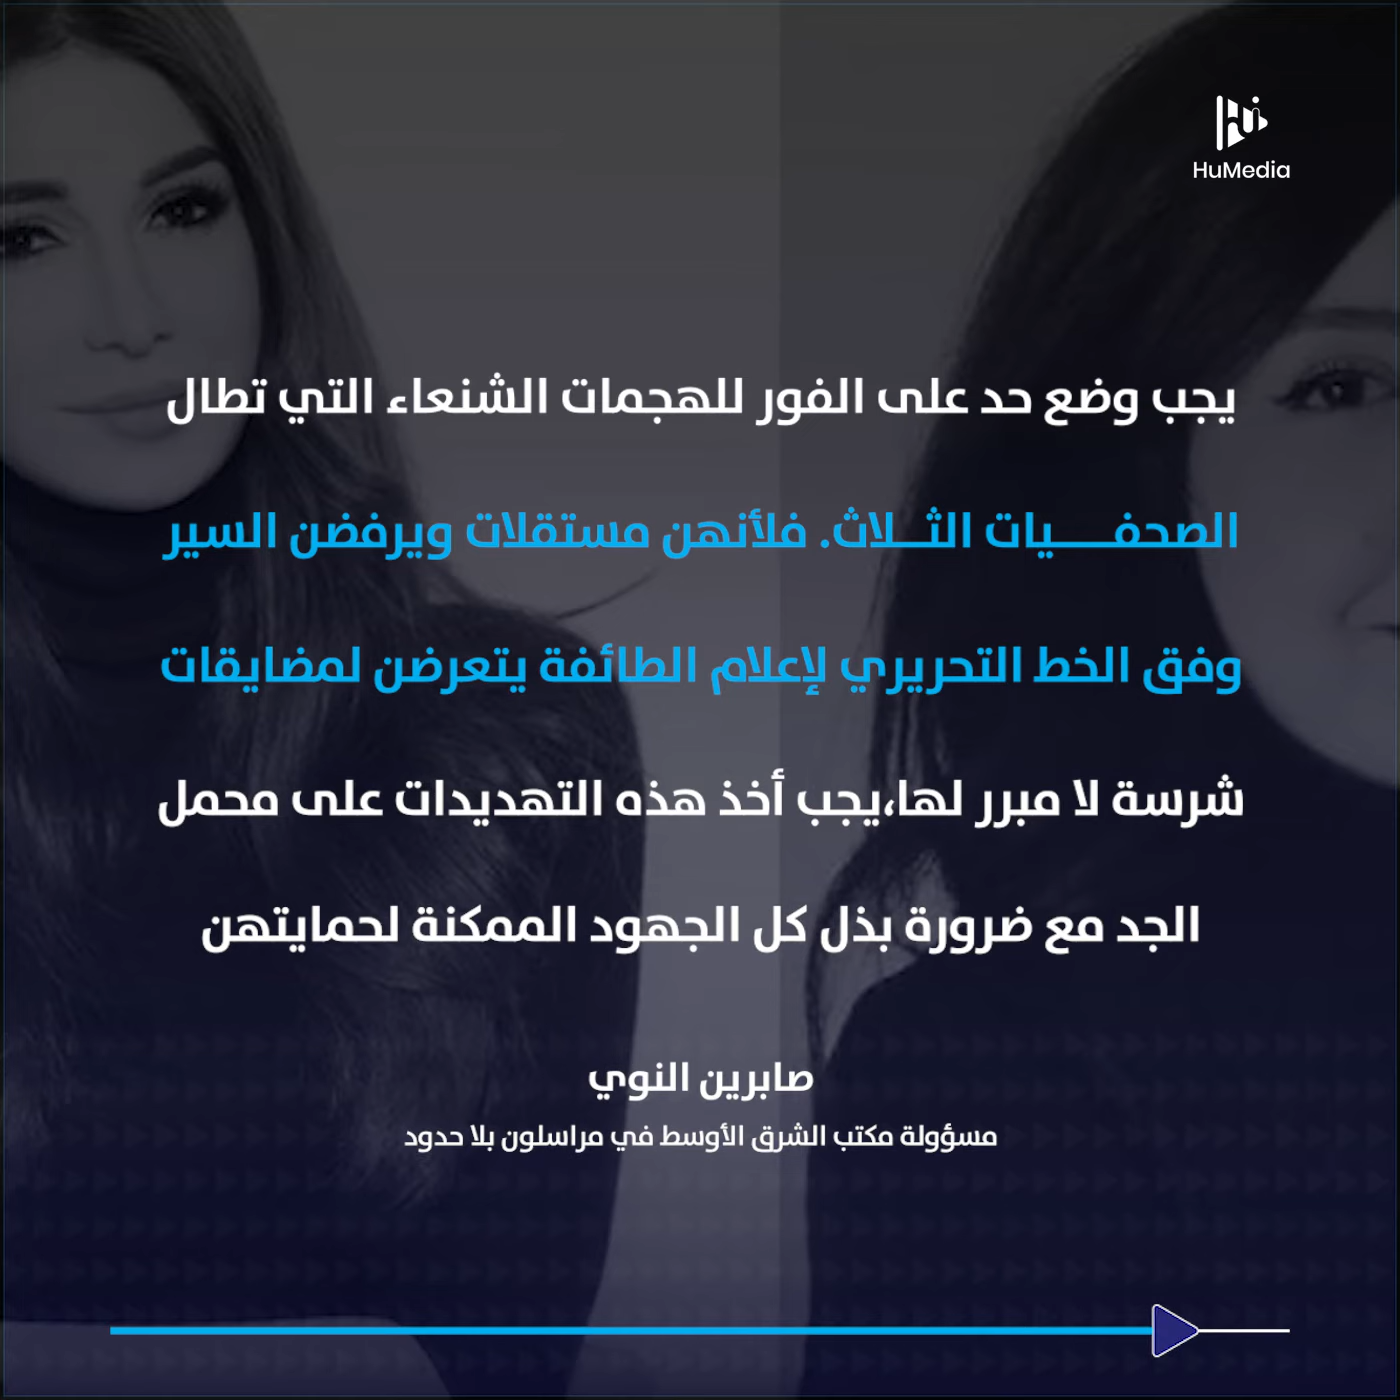 HuMedia
يجب وضع حد على الفور للهجمات الشنعاء التي تطال
الصحفـــــيات الثــلاث. فلأنهن مستقلات ويرفضن السير
وفق الخط التحريري لإعلام الطائفة يتعرضن لمضايقات
شرسة لا مبرر لها،يجب أخذ هذه التهديدات على محمل
الجد مع ضرورة بذل كل الجهود الممكنة لحمايتهن
صابرين النوي
مسؤولة مكتب الشرق الأوسط في مراسلون بلا حدود